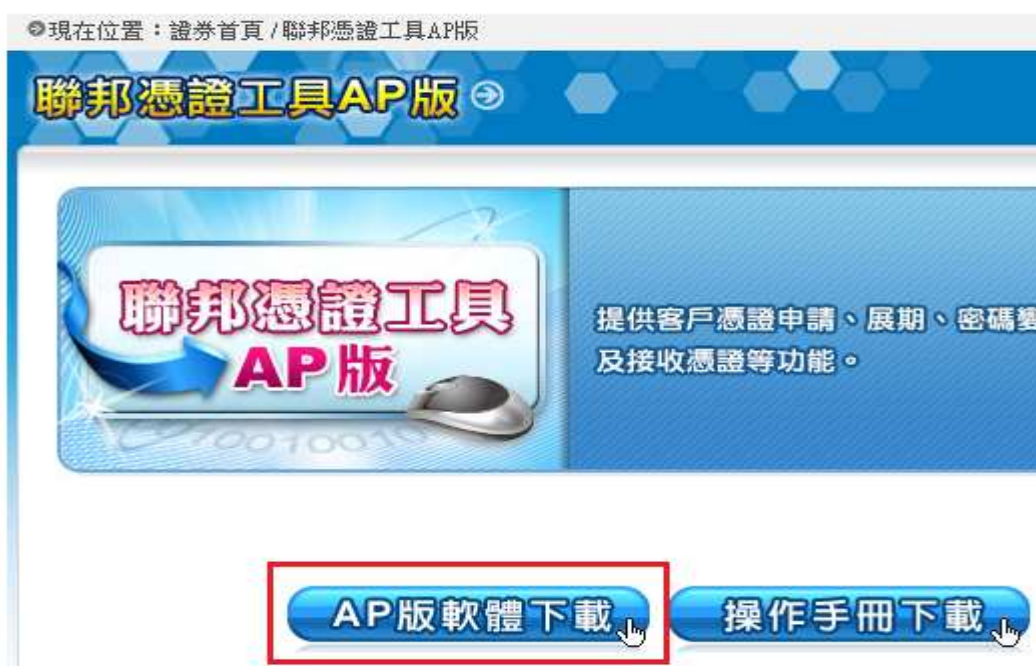 現在位置：證券首頁 / 聯邦憑證工具AP版
聯邦憑證工具AP版
聯邦憑證工具
AP版
提供客戶憑證申請、展期、密碼變
及接收憑證等功能。
AP版軟體下載
操作手冊下載